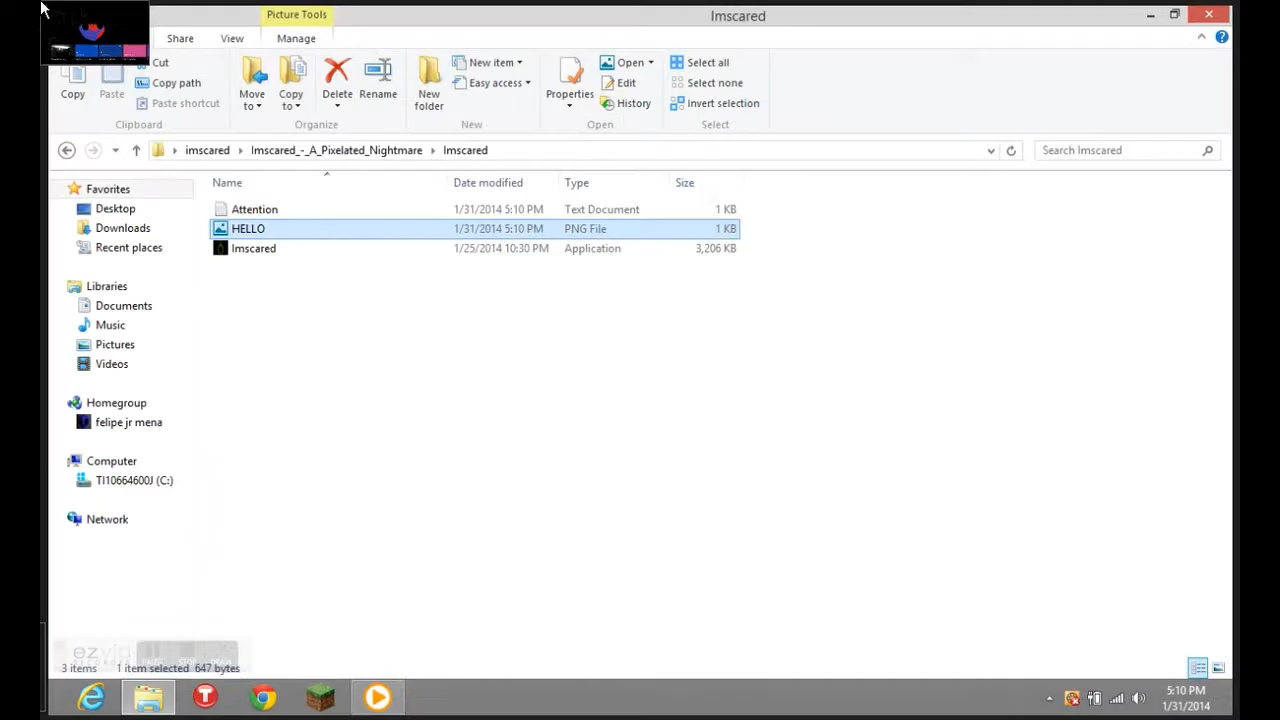 Picture Tools
Imscared
Share View Manage
Copy
Paste
Cut
Copy path
Paste shortcut
Clipboard
Move to
Copy to
Delete
Rename
Organize
New folder
New item
Easy access
New
Properties
Open
Edit
History
Open
Select all
Select none
Invert selection
Select
imscared Imscared_-_A_Pixelated_Nightmare Imscared
Search Imscared
Name Date modified Type Size
Attention 1/31/2014 5:10 PM Text Document 1 KB
HELLO 1/31/2014 5:10 PM PNG File 1 KB
Imscared 1/25/2014 10:30 PM Application 3,206 KB
Favorites
Desktop
Downloads
Recent places
Libraries
Documents
Music
Pictures
Videos
Homegroup
felipe jr mena
Computer
TI10664600J (C:)
Network
ezvid
3 items 1 item selected 647 bytes
5:10 PM
1/31/2014